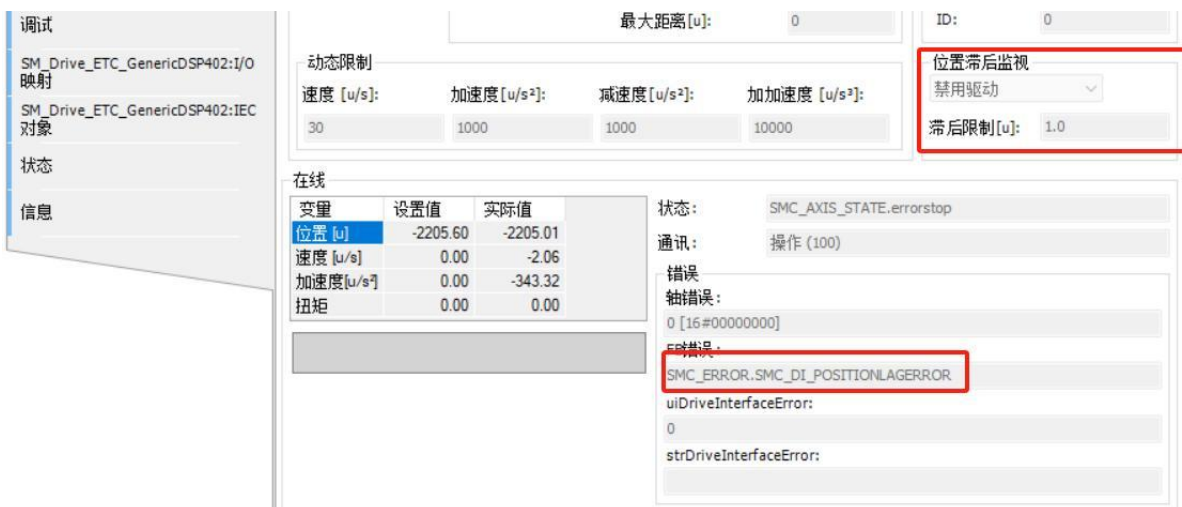 调试
SM_Drive_ETC_GenericDSP402:I/O
映射
SM_Drive_ETC_GenericDSP402:IEC
对象
状态
信息
最大距离[u]: 0
ID: 0
动态限制
速度 [u/s]: 加速度[u/s²]: 减速度[u/s²]: 加加速度 [u/s³]:
30 1000 1000 10000
位置滞后监视
禁用驱动
滞后限制[u]: 1.0
在线
变量 设置值 实际值
位置 [u] -2205.60 -2205.01
速度 [u/s] 0.00 -2.06
加速度[u/s²] 0.00 -343.32
扭矩 0.00 0.00
状态: SMC_AXIS_STATE.errorstop
通讯: 操作 (100)
错误
轴错误:
0 [16#00000000]
FB错误:
SMC_ERROR.SMC_DI_POSITIONLAGERROR
uiDriveInterfaceError:
0
strDriveInterfaceError: